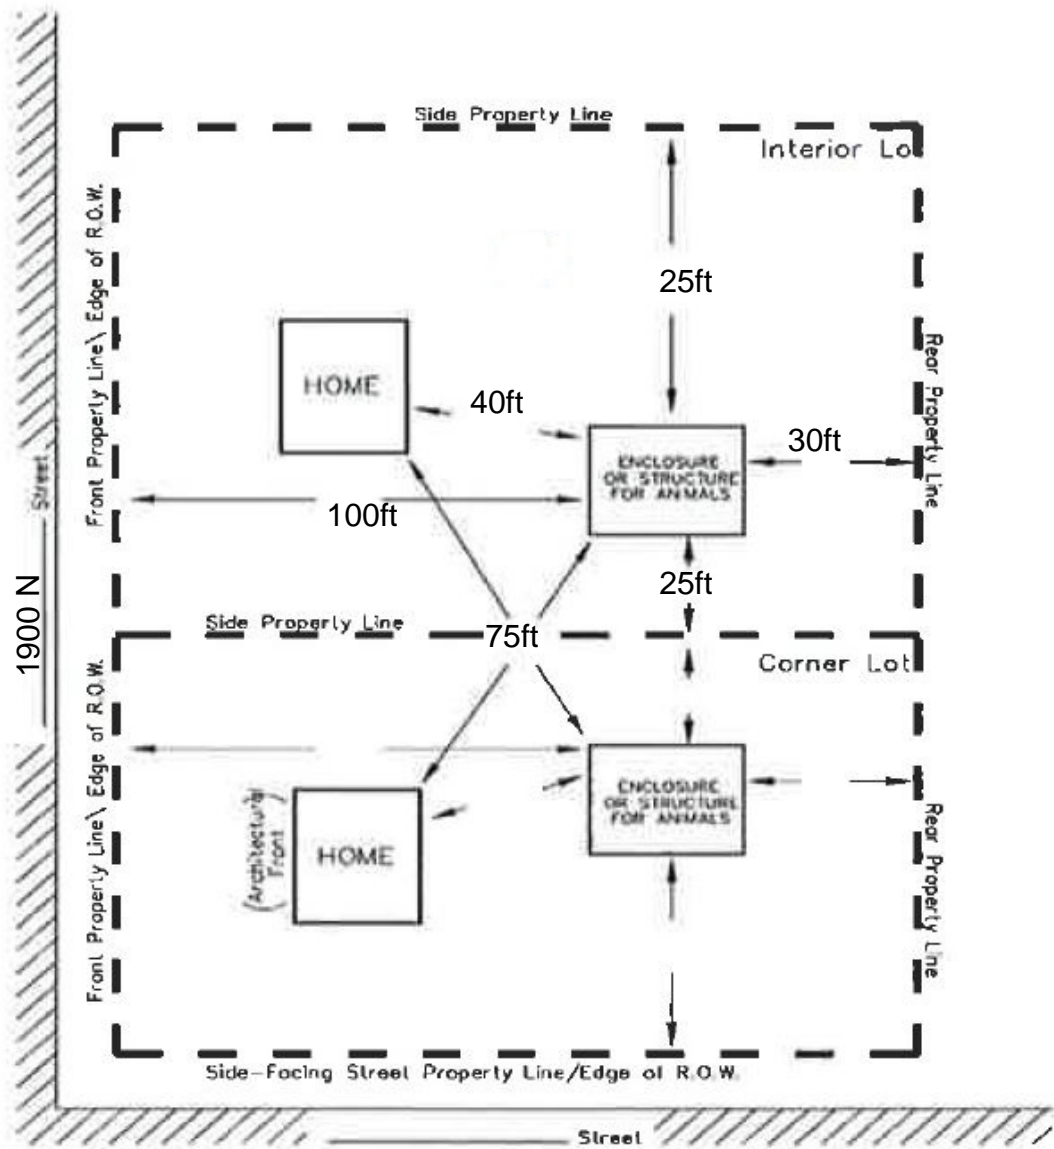 Side Property Line
Interior Lo
Front Property Line\ Edge of R.O.W.
25ft
HOME
40ft
Rear Property Line
30ft
ENCLOSURE
OR STRUCTURE
FOR ANIMALS
Street
100ft
25ft
1900 N
Side Property Line
75ft
Corner Lot
Front Property Line\ Edge of R.O.W.
(Architectural
Front)
HOME
ENCLOSURE
OR STRUCTURE
FOR ANIMALS
Rear Property Line
Side-Facing Street Property Line/Edge of R.O.W.
Street